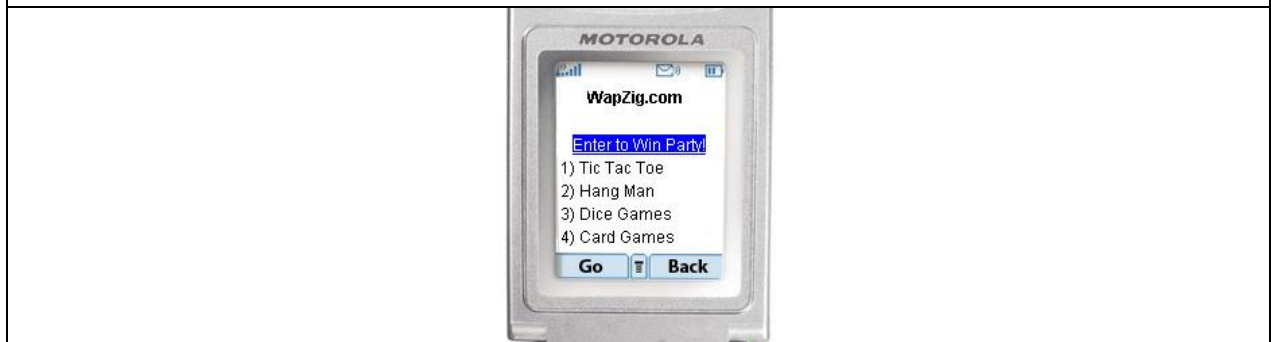 MOTOROLA
WapZig.com
Enter to Win Party!
1) Tic Tac Toe
2) Hang Man
3) Dice Games
4) Card Games
Go
Back